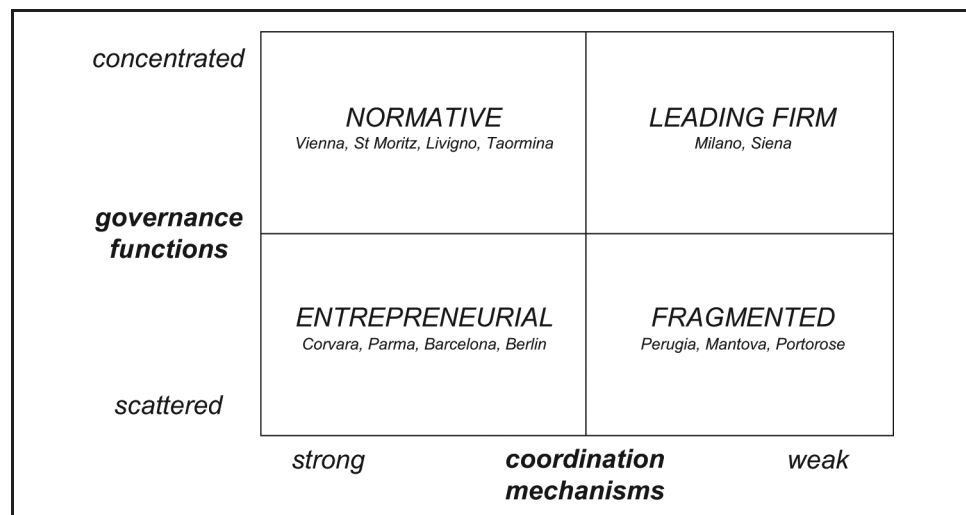 concentrated
NORMATIVE
Vienna, St Moritz, Livigno, Taormina
LEADING FIRM
Milano, Siena
governance
functions
ENTREPRENEURIAL
Corvara, Parma, Barcelona, Berlin
FRAGMENTED
Perugia, Mantova, Portorose
scattered
strong
coordination
mechanisms
weak